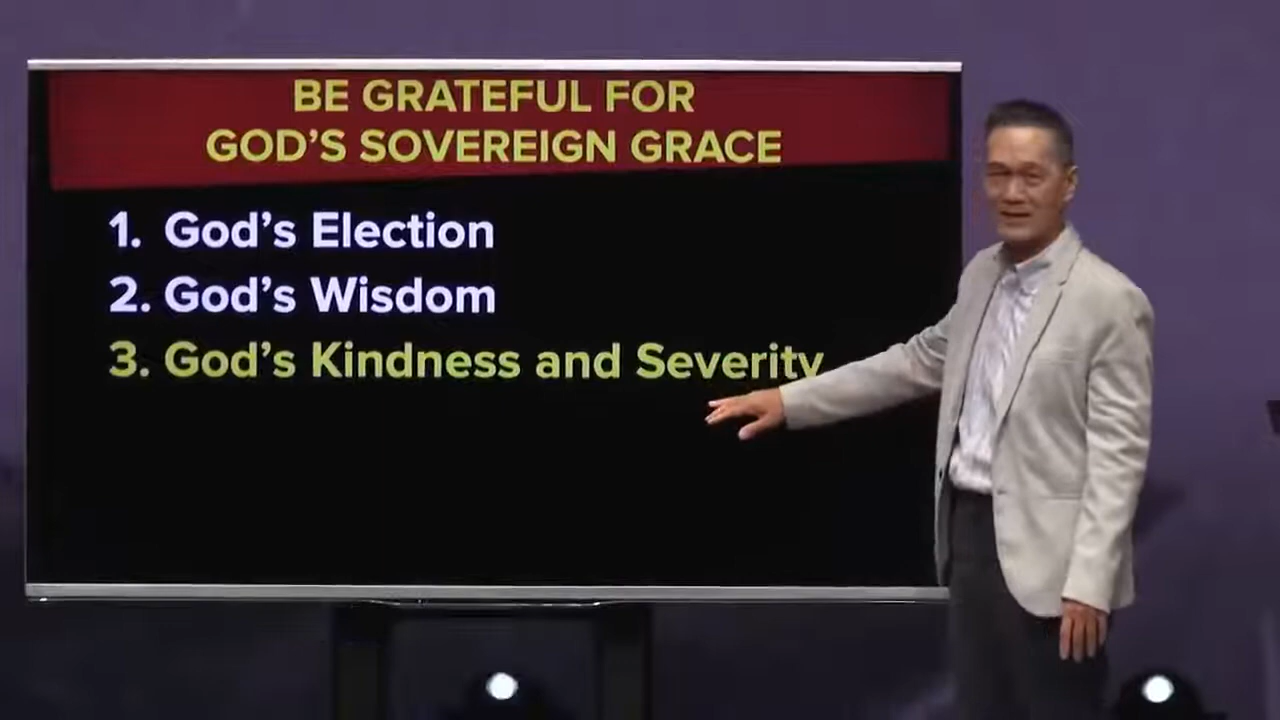 BE GRATEFUL FOR
GOD'S SOVEREIGN GRACE
1. God's Election
2. God's Wisdom
3. God's Kindness and Severity